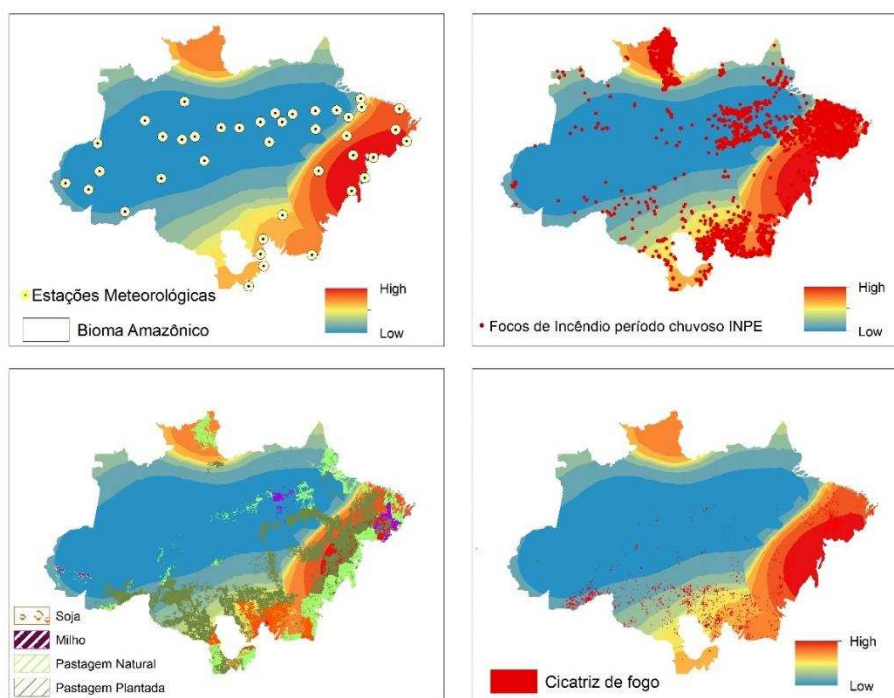 Estações Meteorológicas
Bioma Amazônico
High
Low
Focos de Incêndio período chuvoso INPE
High
Low
Soja
Milho
Pastagem Natural
Pastagem Plantada
Cicatriz de fogo
High
Low